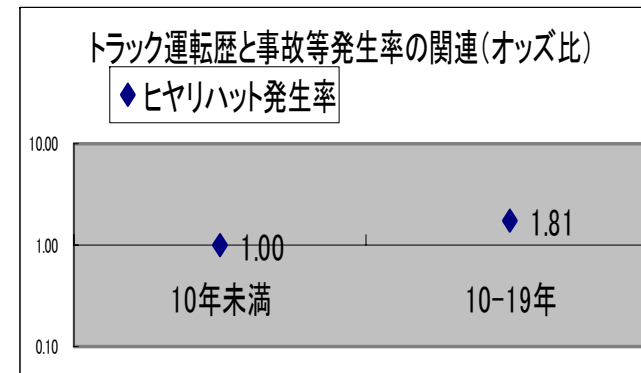 トラック運転歴と事故等発生率の関連(オッズ比)
ヒヤリハット発生率
10.00
1.81
1.00
1.00
10年未満
10-19年
0.10